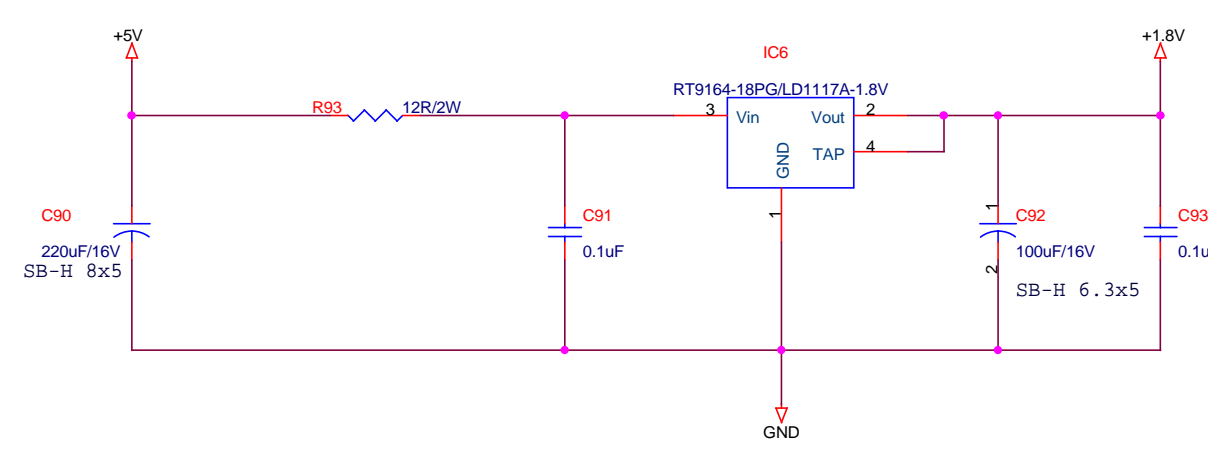 +5V
+1.8V
IC6
RT9164-18PG/LD1117A-1.8V
R93
12R/2W
3
Vin
Vout
2
GND
TAP
4
1
C90
220uF/16V
SB-H 8x5
C91
0.1uF
1
C92
100uF/16V
2
SB-H 6.3x5
C93
0.1u
GND